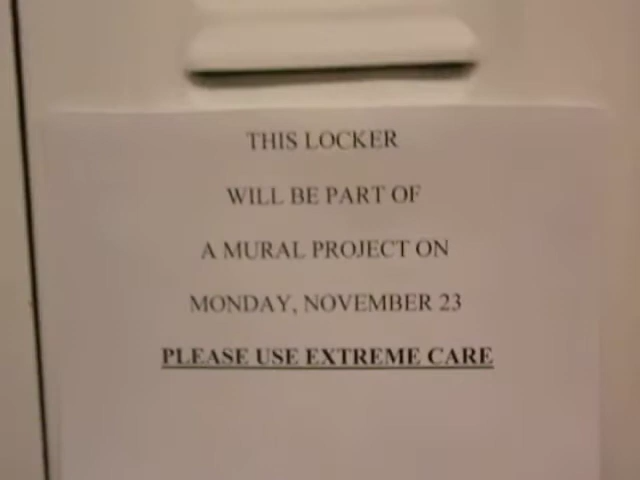 THIS LOCKER
WILL BE PART OF
A MURAL PROJECT ON
MONDAY, NOVEMBER 23
PLEASE USE EXTREME CARE